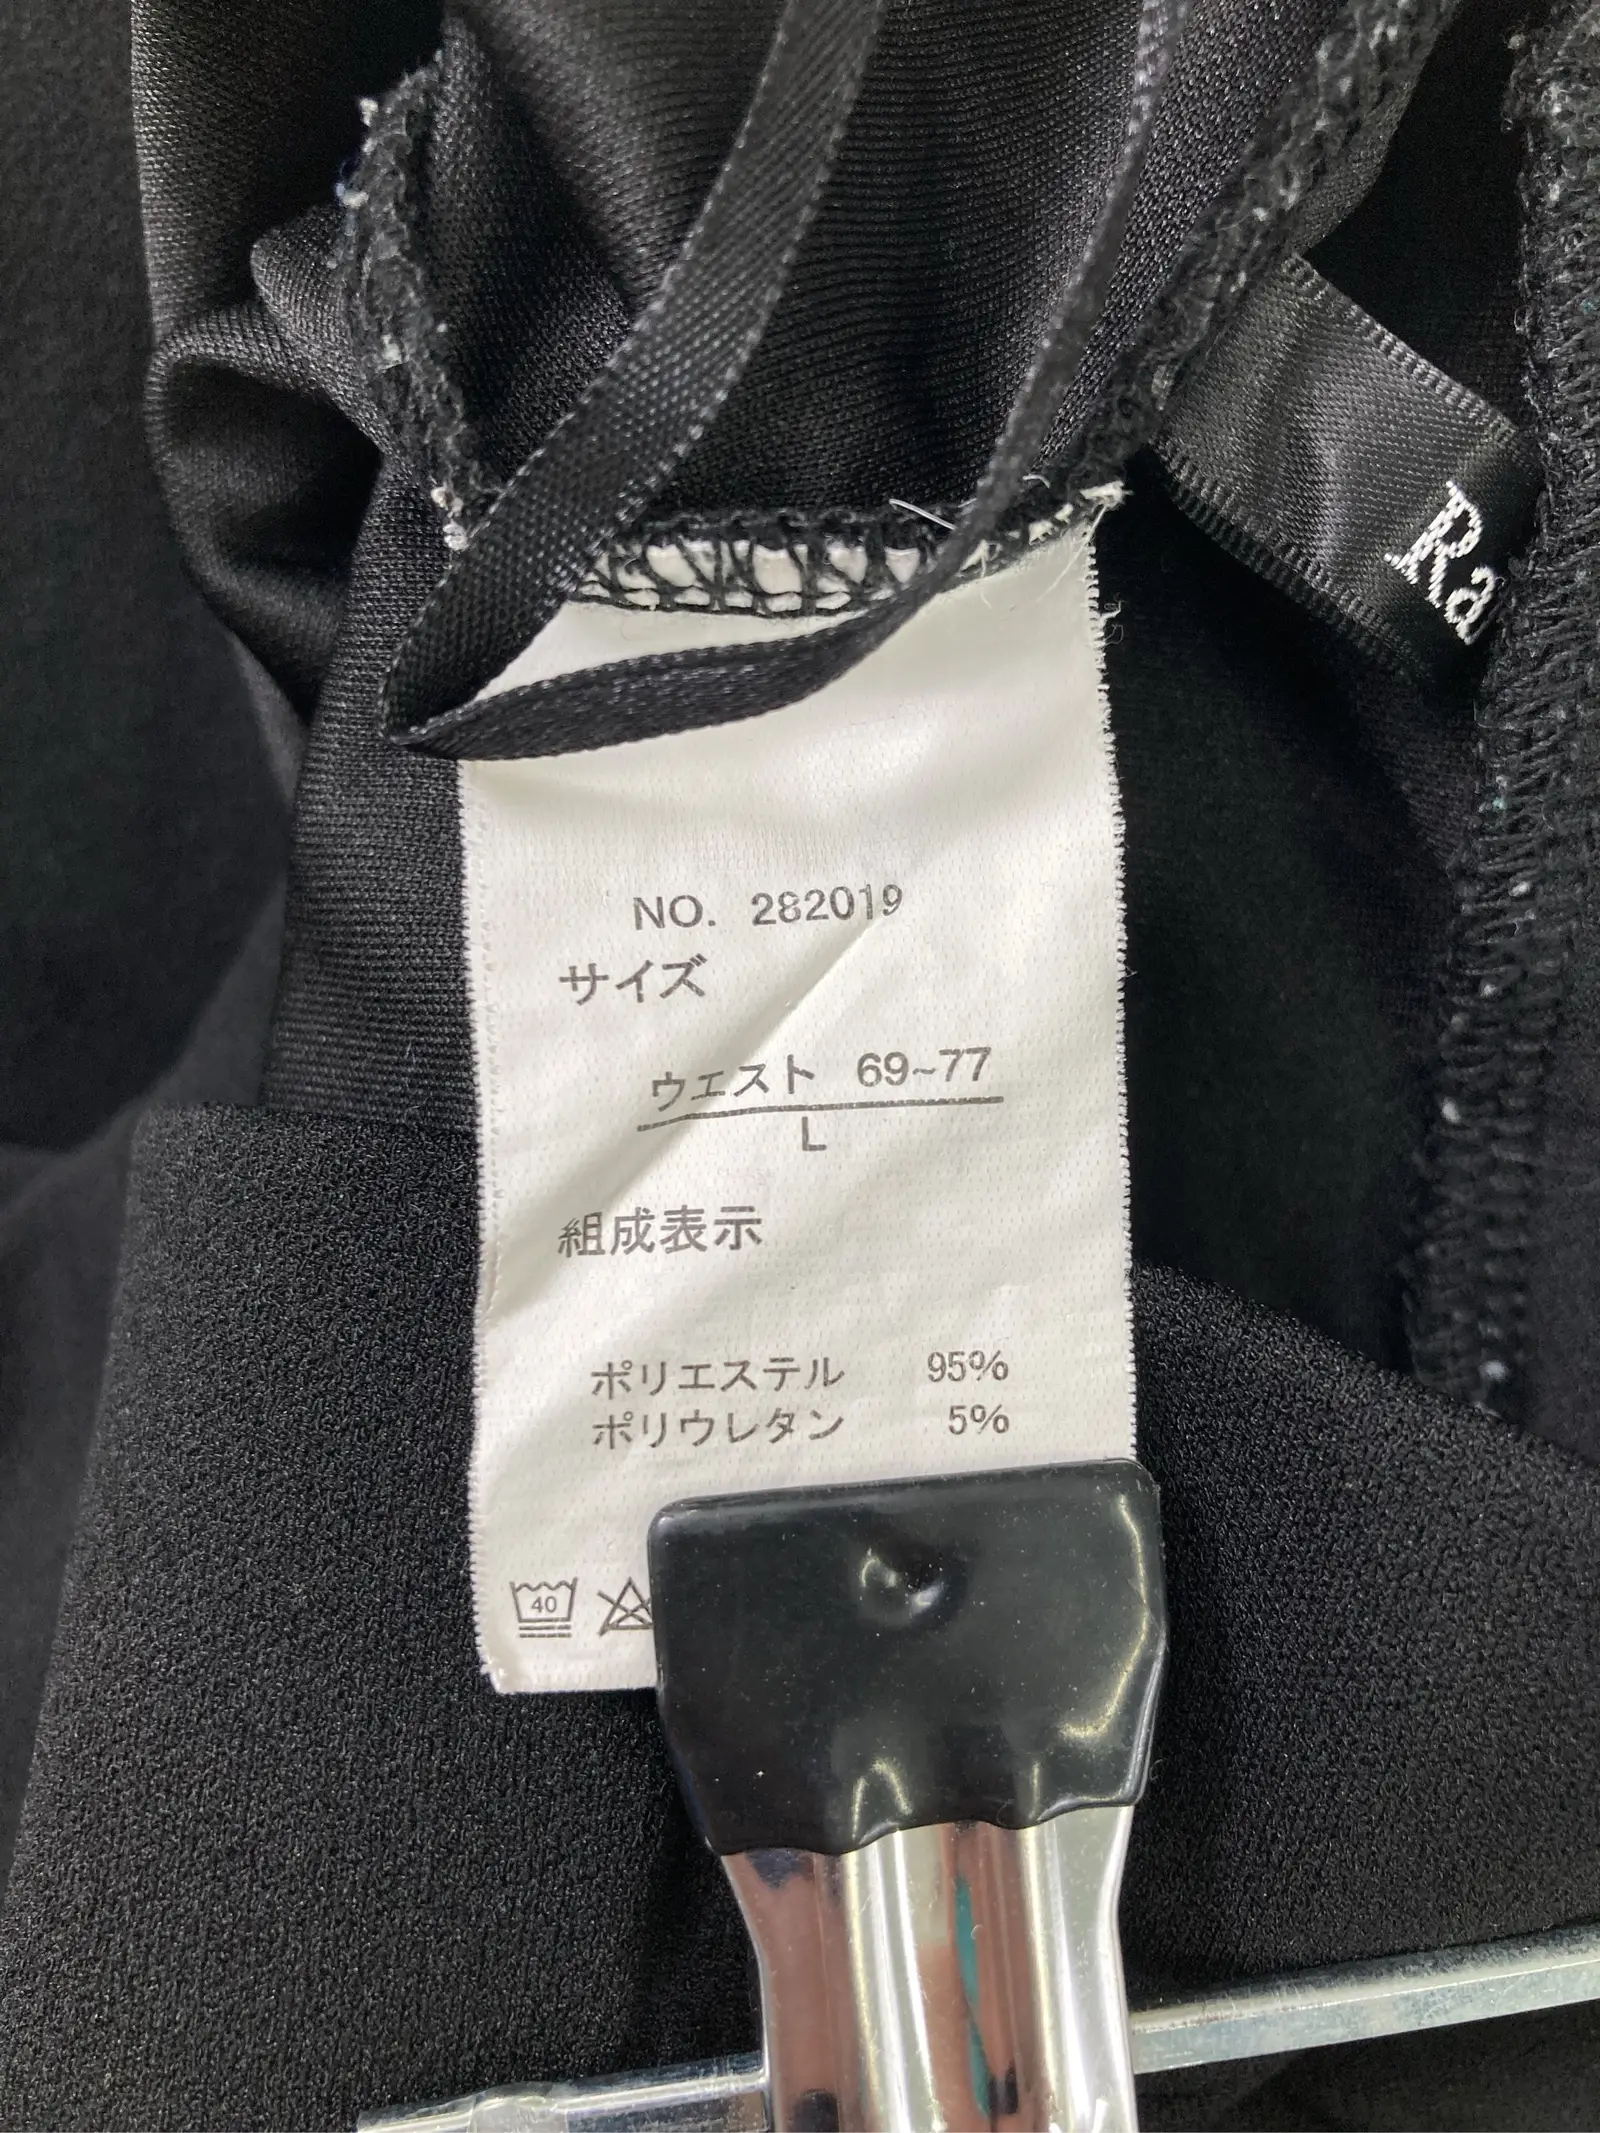 Ra
NO. 282019
サイズ
ウエスト 69~77
L
組成表示
ポリエステル 95%
ポリウレタン 5%
40